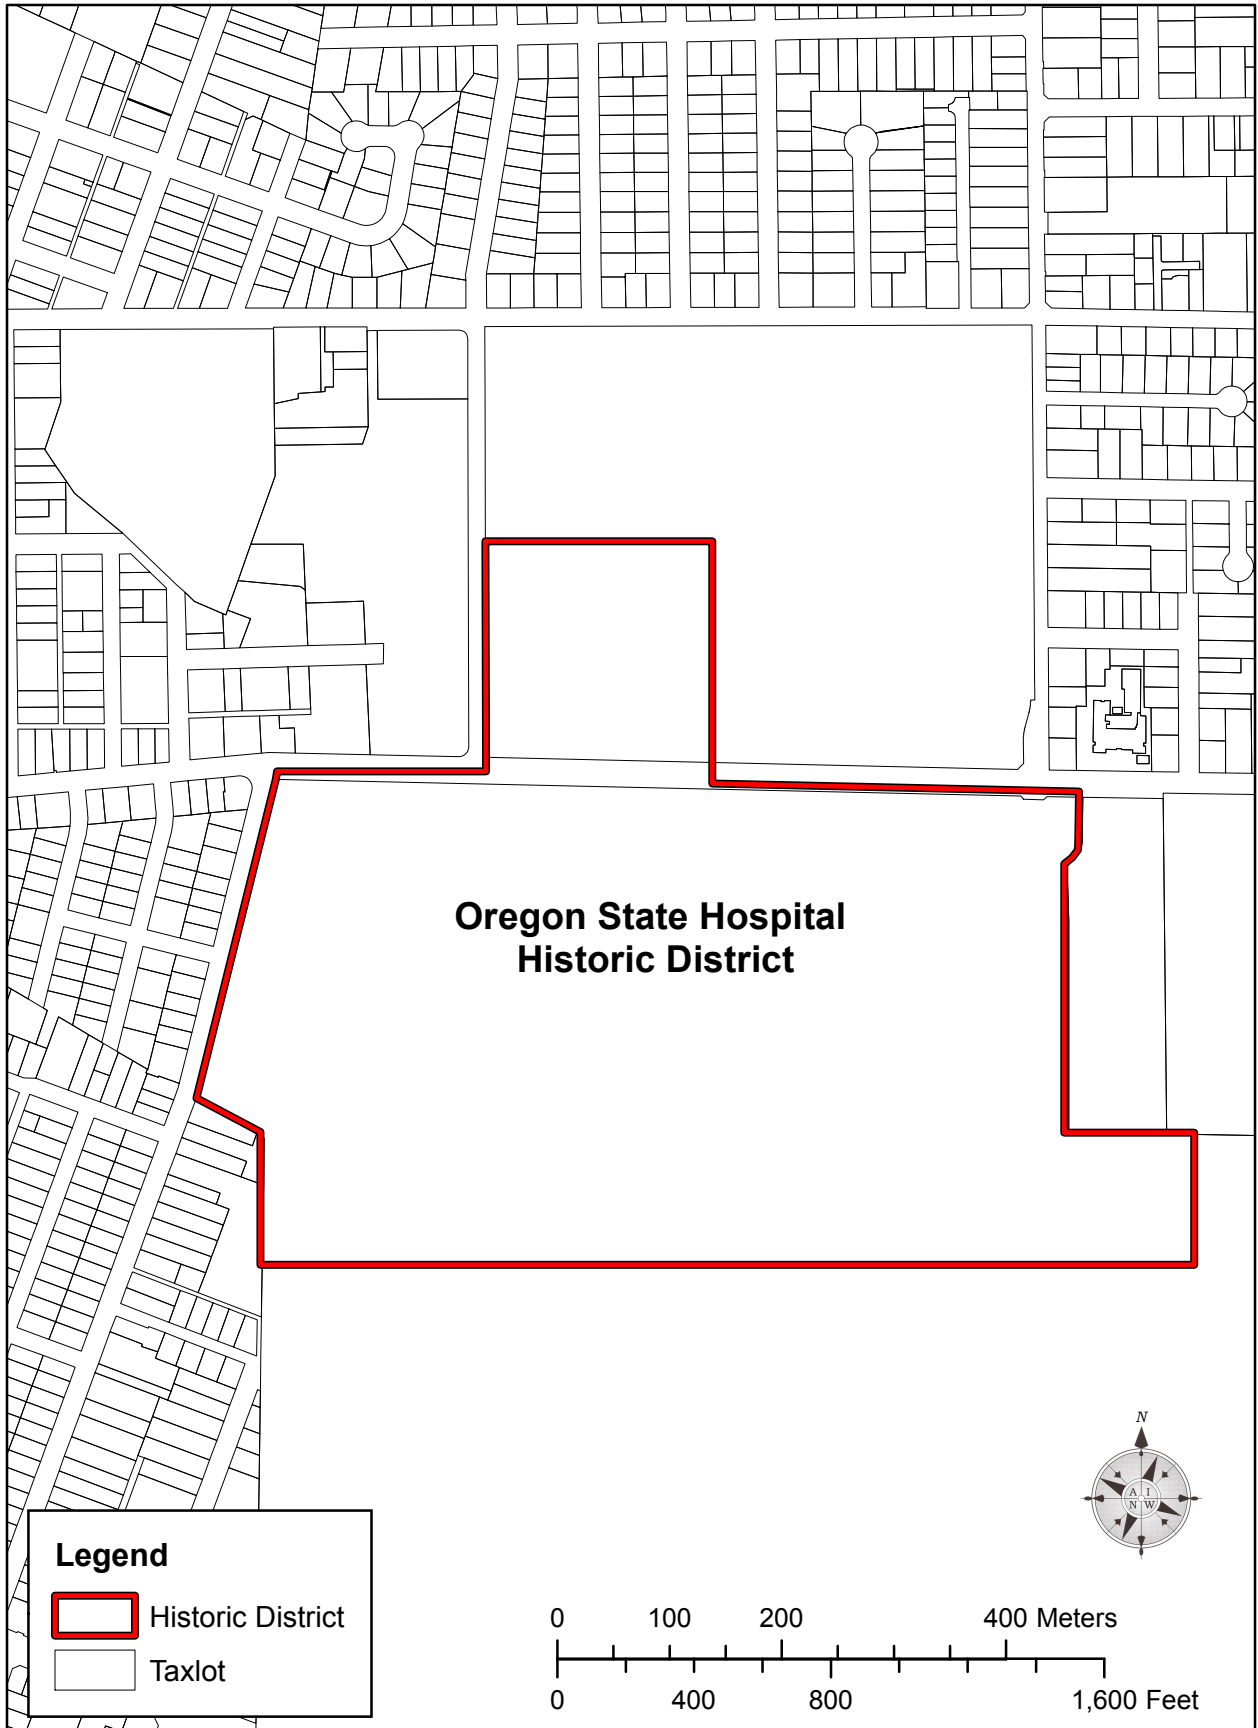 Oregon State Hospital
Historic District
N
A I
N W
Legend
Historic District
Taxlot
0 100 200 400 Meters
0 400 800 1,600 Feet